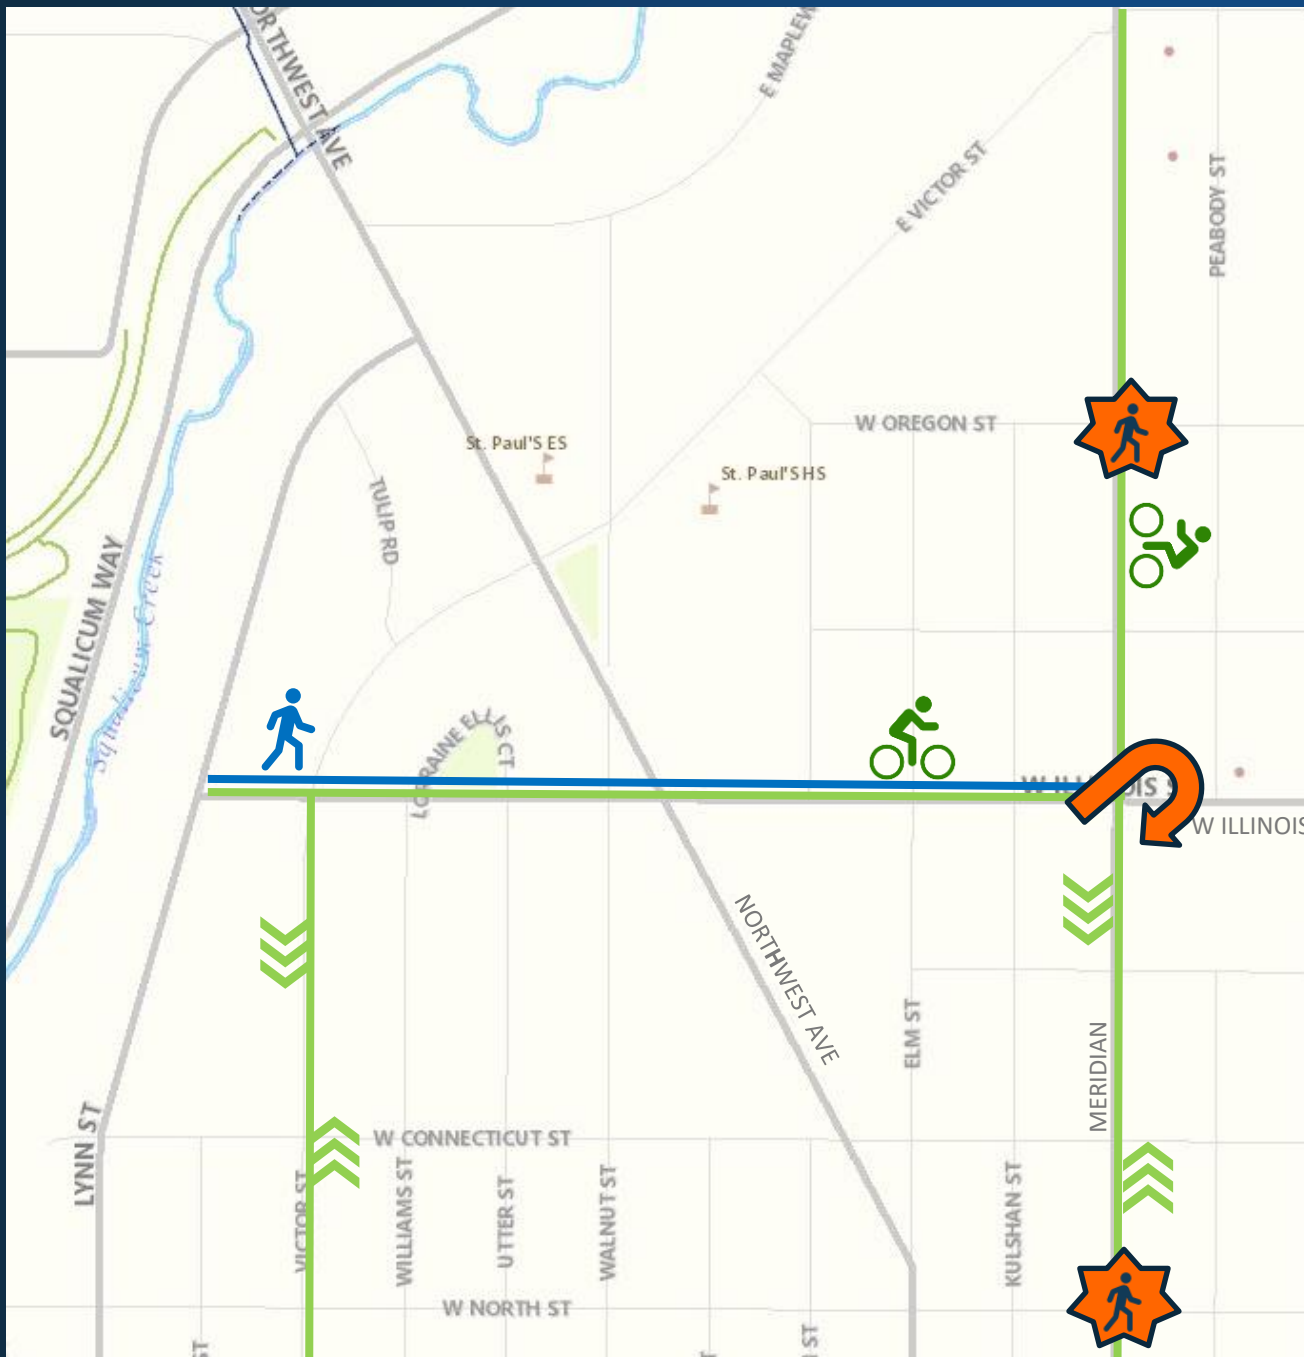 NORTHWEST AVE
E MAPLEW
E VICTOR ST
PEABODY ST
W OREGON ST
St. Paul'S ES
St. Paul'S HS
TULIP RD
SQUALICUM WAY
Squalicum Creek
LORRAINE ELLIS CT
W ILLINOIS
NORTHWEST AVE
ELM ST
MERIDIAN
LYNN ST
W CONNECTICUT ST
VICTOR ST
WILLIAMS ST
UTTER ST
WALNUT ST
KULSHAN ST
W NORTH ST
ST
ST